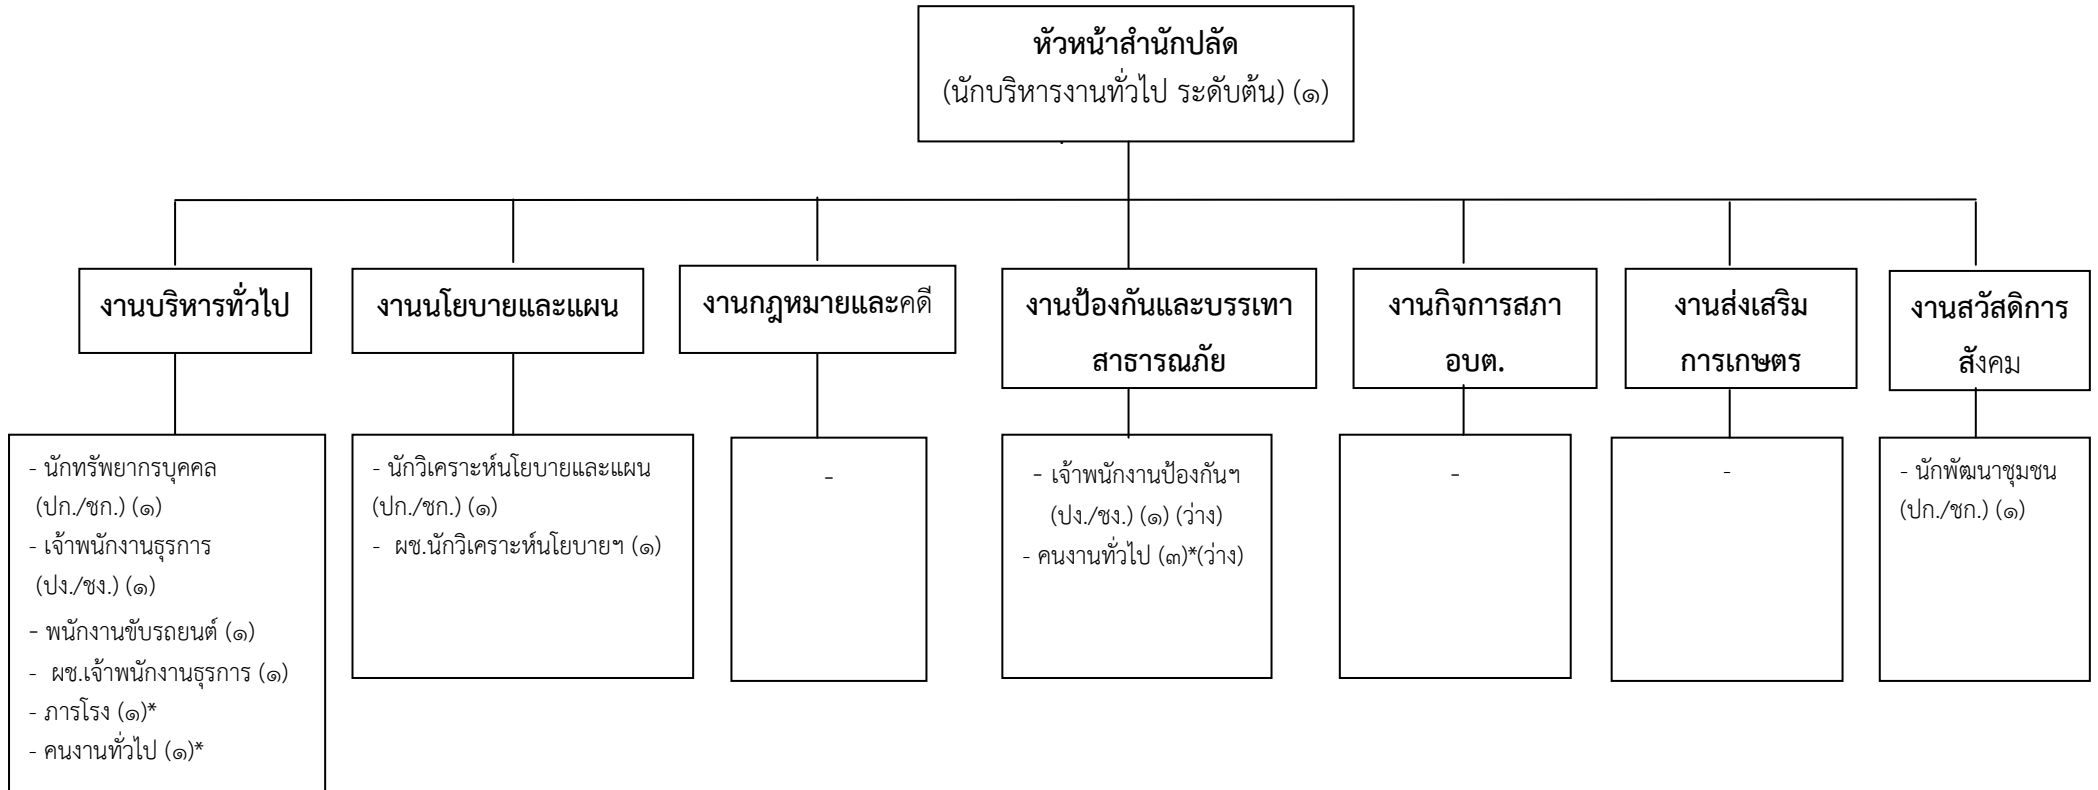 หัวหน้าสำนักปลัด
(นักบริหารงานทั่วไป ระดับต้น) (๑)
งานบริหารทั่วไป
งานนโยบายและแผน
งานกฎหมายและคดี
งานป้องกันและบรรเทา
สาธารณภัย
งานกิจการสภา
อบต.
งานส่งเสริม
การเกษตร
งานสวัสดิการ
สังคม
- นักทรัพยากรบุคคล
(ปก./ชก.) (๑)
- เจ้าพนักงานธุรการ
(ปง./ชง.) (๑)
- พนักงานขับรถยนต์ (๑)
- ผช.เจ้าพนักงานธุรการ (๑)
- ภารโรง (๑)*
- คนงานทั่วไป (๑)*
- นักวิเคราะห์นโยบายและแผน
(ปก./ชก.) (๑)
- ผช.นักวิเคราะห์นโยบายฯ (๑)
-
- เจ้าพนักงานป้องกันฯ
(ปง./ชง.) (๑) (ว่าง)
- คนงานทั่วไป (๓)*(ว่าง)
-
-
- นักพัฒนาชุมชน
(ปก./ชก.) (๑)